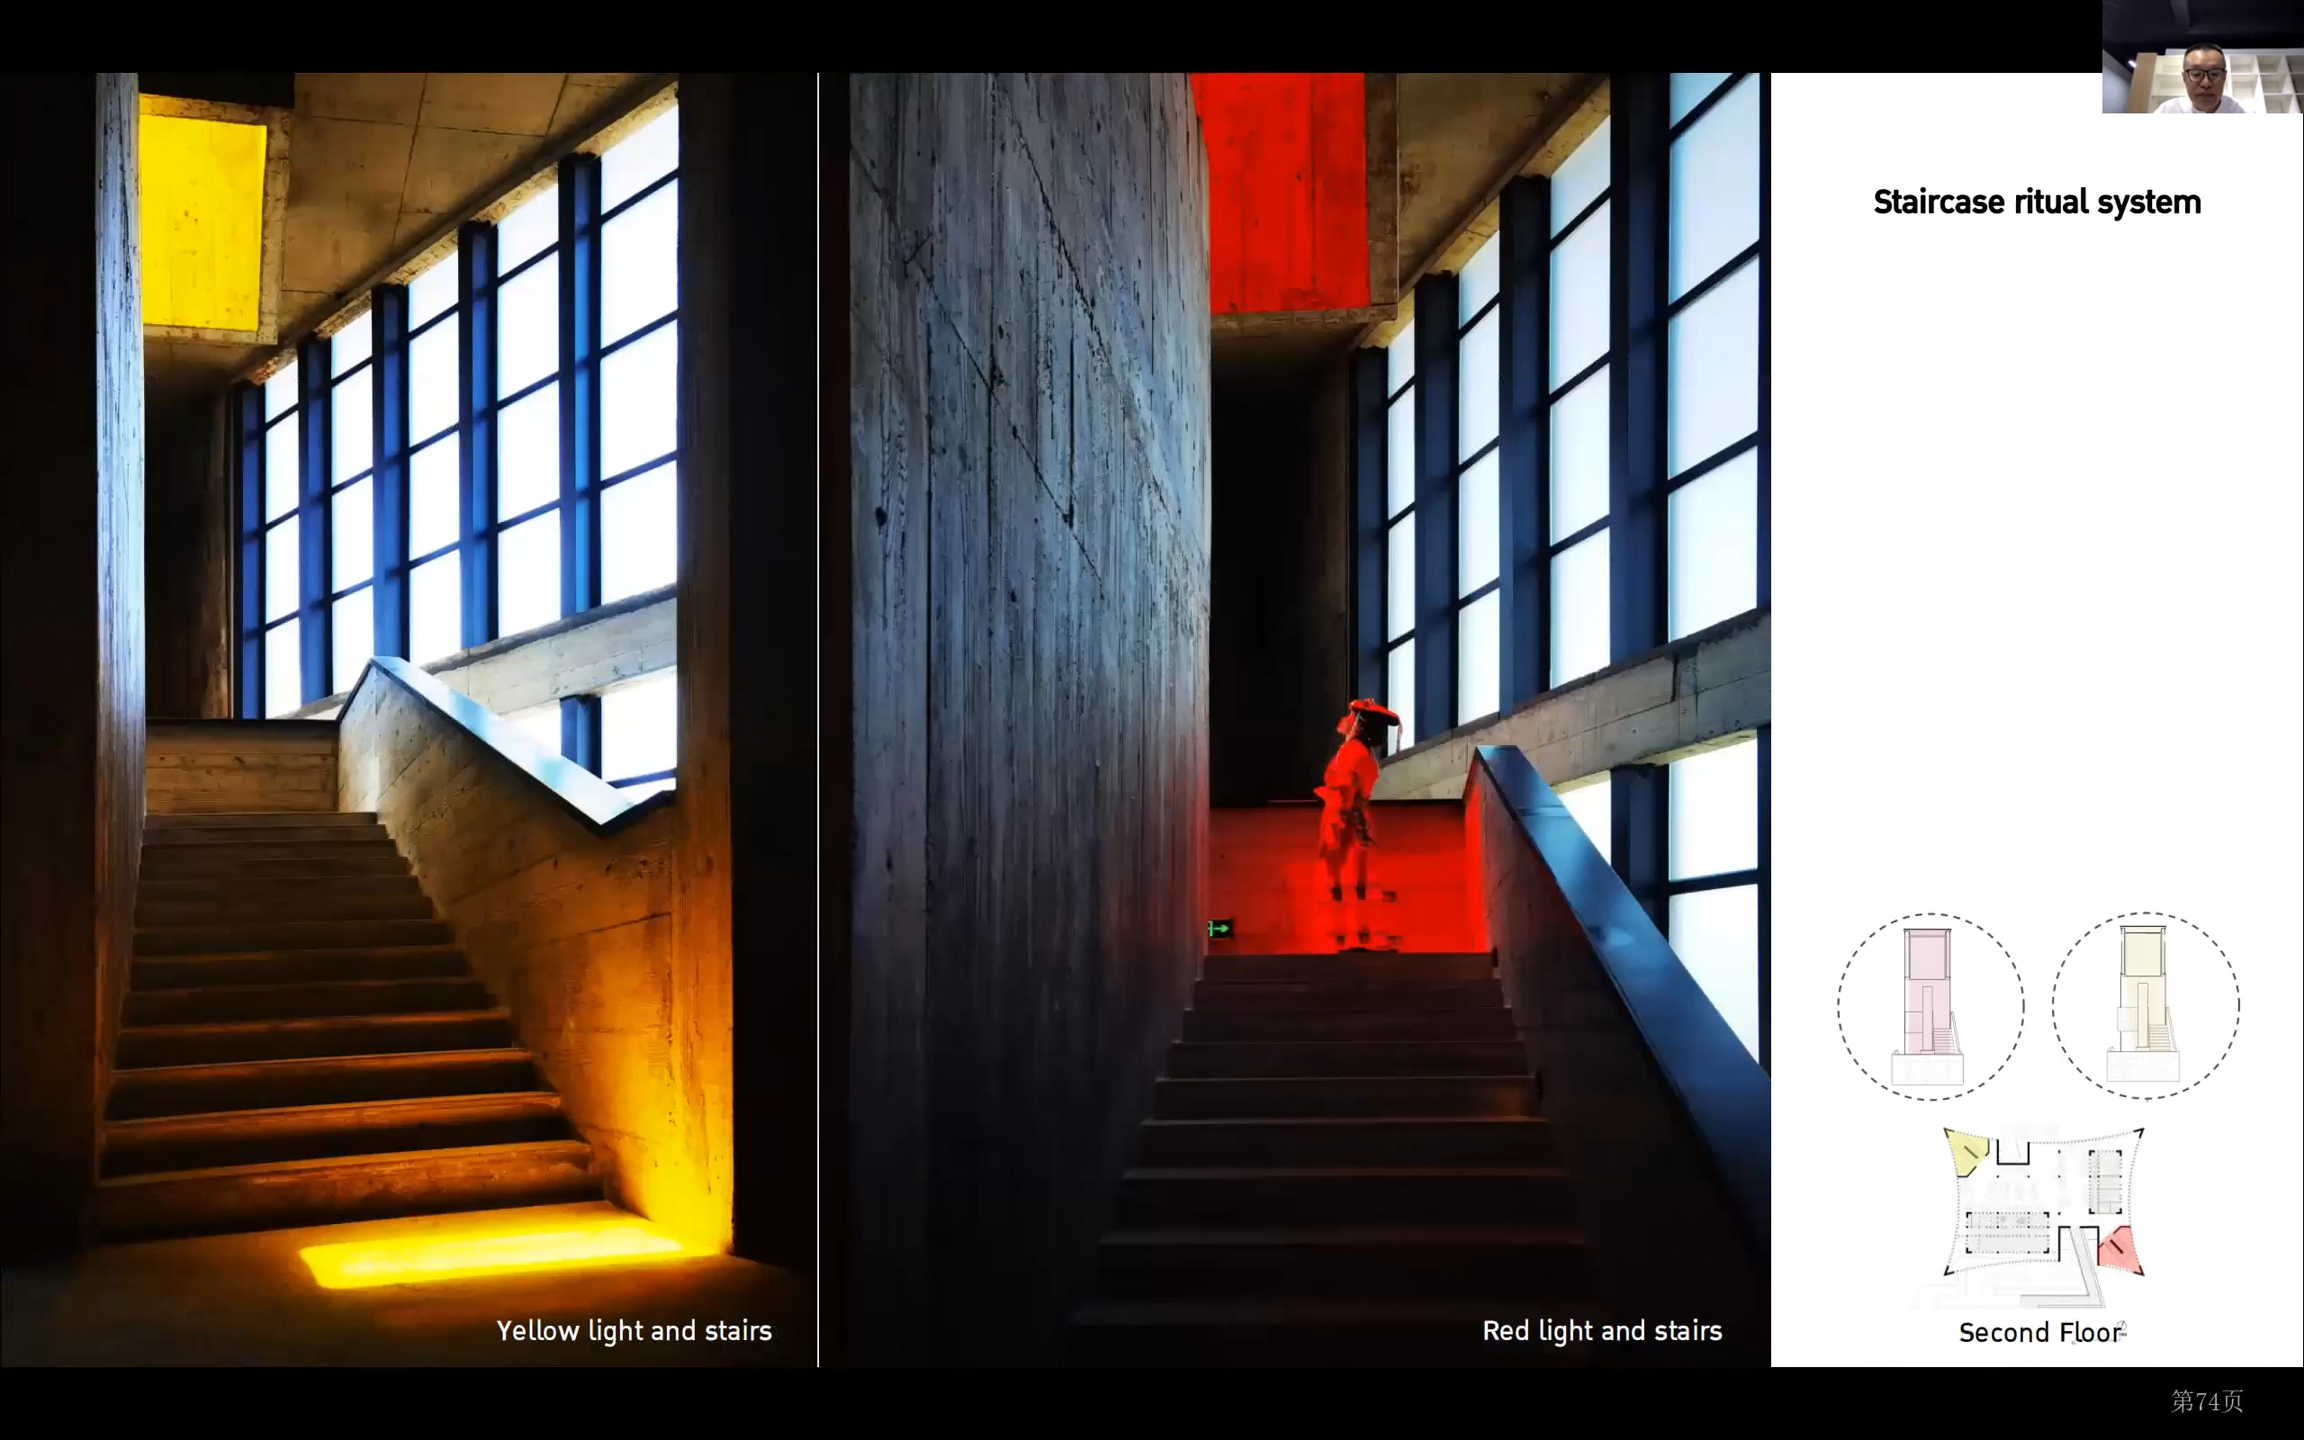 Staircase ritual system
Yellow light and stairs
Red light and stairs
Second Floor
第74页